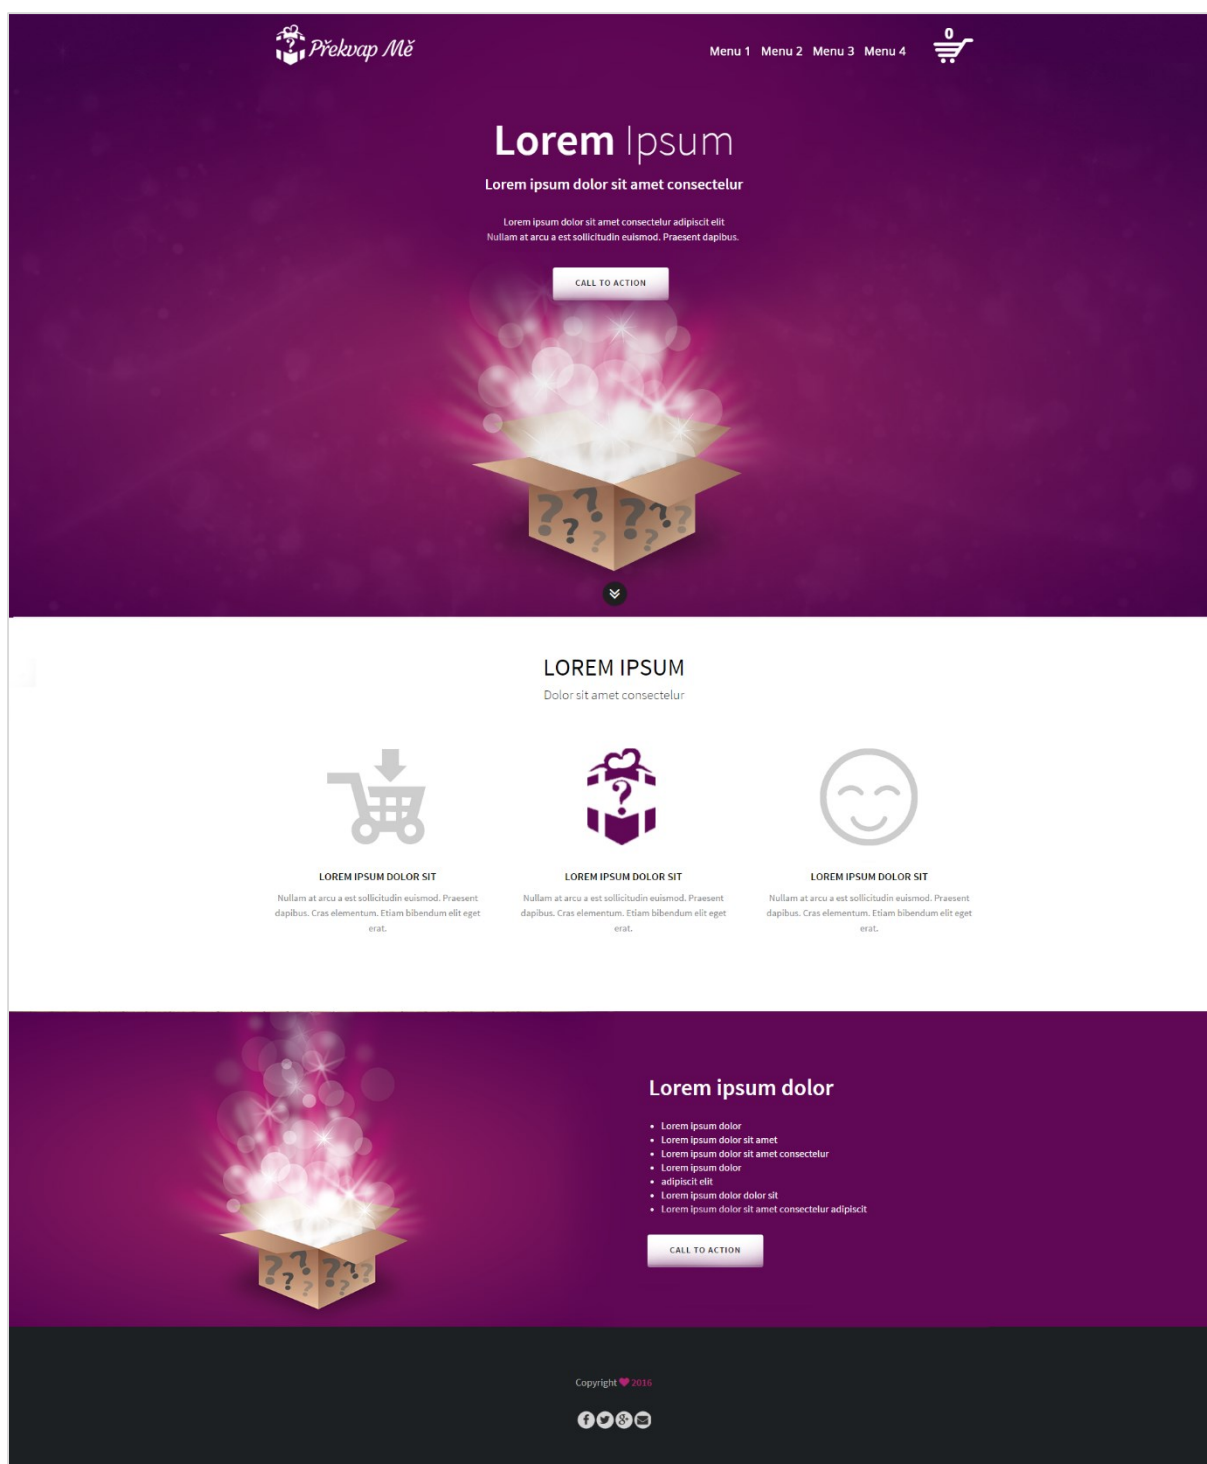 Překvap Mě
Menu 1 Menu 2 Menu 3 Menu 4
0
Lorem Ipsum
Lorem ipsum dolor sit amet consectelur
Lorem ipsum dolor sit amet consectelur adipiscit elit
Nullam at arcu a est sollicitudin euismod. Praesent dapibus.
CALL TO ACTION
? ? ? ? ? ? ? ?
LOREM IPSUM
Dolor sit amet consectelur
?
LOREM IPSUM DOLOR SIT
Nullam at arcu a est sollicitudin euismod. Praesent
dapibus. Cras elementum. Etiam bibendum elit eget
erat.
LOREM IPSUM DOLOR SIT
Nullam at arcu a est sollicitudin euismod. Praesent
dapibus. Cras elementum. Etiam bibendum elit eget
erat.
LOREM IPSUM DOLOR SIT
Nullam at arcu a est sollicitudin euismod. Praesent
dapibus. Cras elementum. Etiam bibendum elit eget
erat.
Lorem ipsum dolor
• Lorem ipsum dolor
• Lorem ipsum dolor sit amet
• Lorem ipsum dolor sit amet consectelur
• Lorem ipsum dolor
• adipiscit elit
• Lorem ipsum dolor dolor sit
• Lorem ipsum dolor sit amet consectelur adipiscit
CALL TO ACTION
? ? ? ? ? ? ? ?
Copyright ♥ 2016